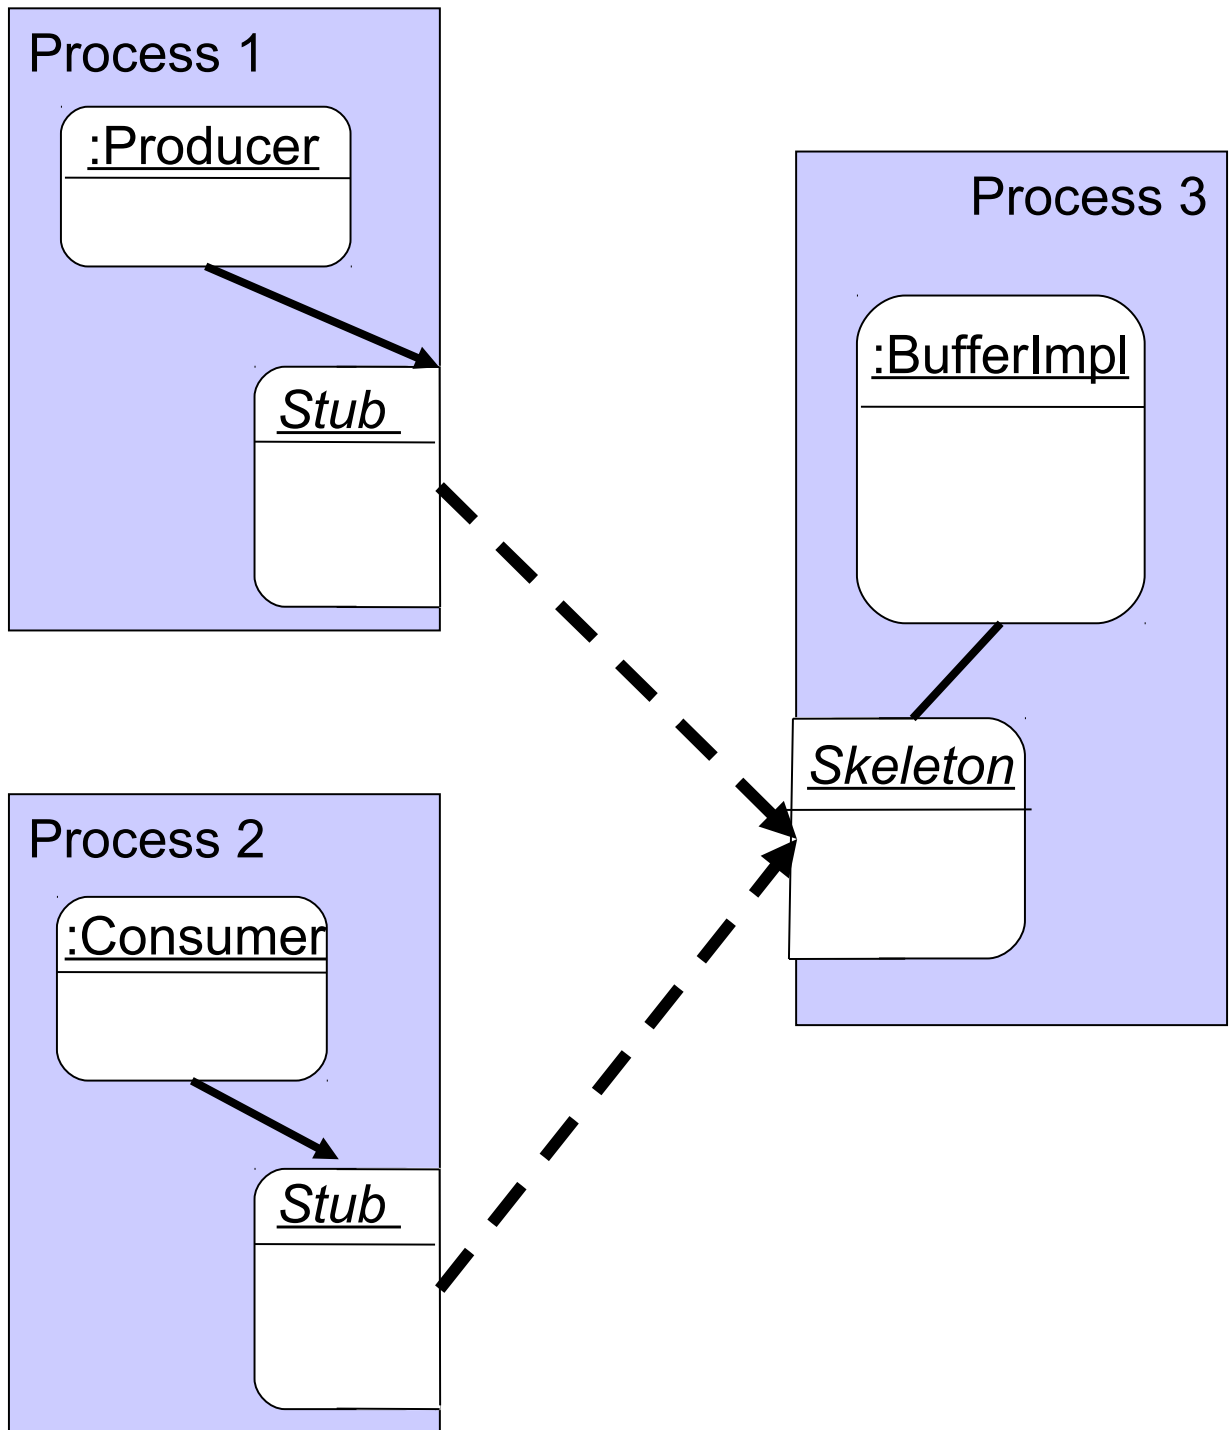 Process 1
:Producer
Stub
Process 2
:Consumer
Stub
Process 3
:BufferImpl
Skeleton